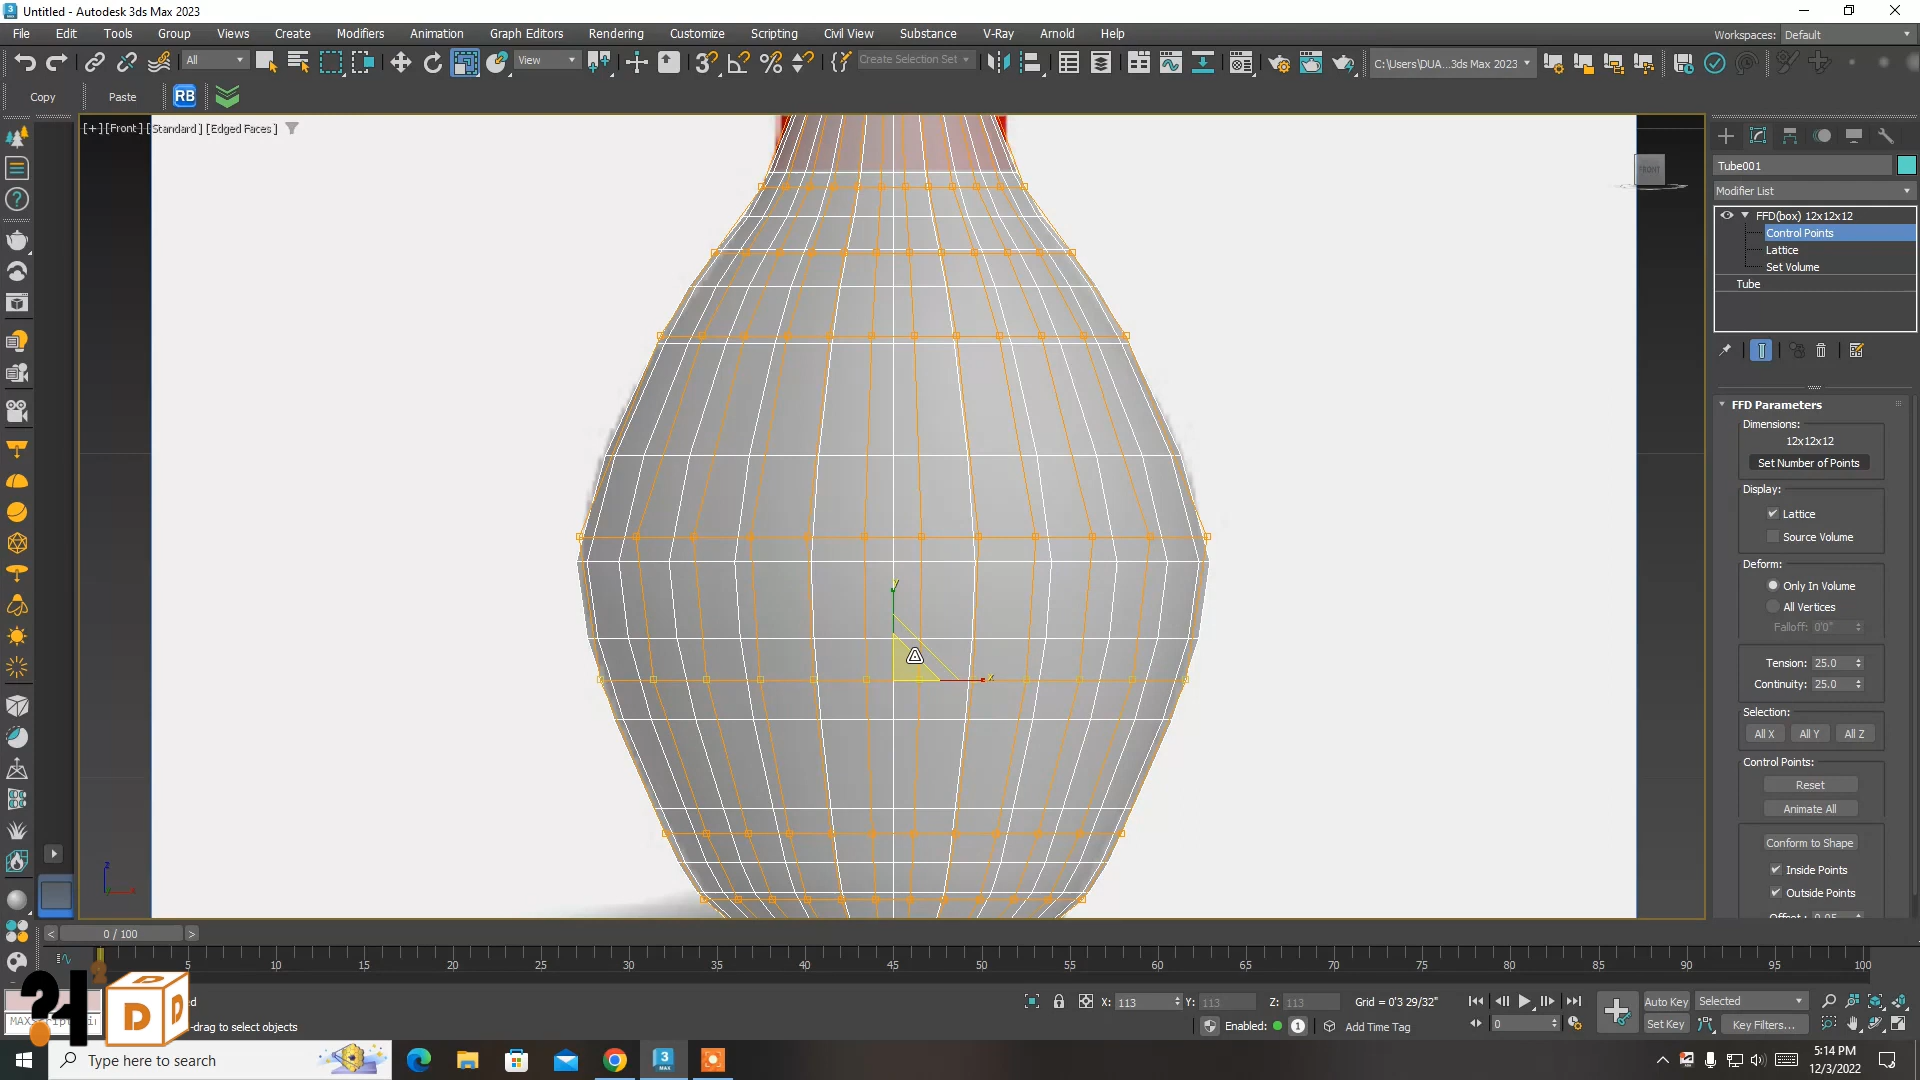 Untitled - Autodesk 3ds Max 2023
File Edit Tools Group Views Create Modifiers Animation Graph Editors Rendering Customize Scripting Civil View Substance V-Ray Arnold Help
Workspaces: Default
All
View
Create Selection Set
C:\Users\DUA...3ds Max 2023
Copy Paste RB
[+] [Front] [Standard] [Edged Faces]
FRONT
Tube001
Modifier List
FFD(box) 12x12x12
Control Points
Lattice
Set Volume
Tube
FFD Parameters
Dimensions:
12x12x12
Set Number of Points
Display:
Lattice
Source Volume
Deform:
Only In Volume
All Vertices
Falloff: 0'0"
Tension: 25.0
Continuity: 25.0
Selection:
All X All Y All Z
Control Points:
Reset
Animate All
Conform to Shape
Inside Points
Outside Points
Offset: 0.05
y
x
z
0 / 100
5 10 15 20 25 30 35 40 45 50 55 60 65 70 75 80 85 90 95 100
X: 113 Y: 113 Z: 113 Grid = 0'3 29/32"
-drag to select objects
Enabled: 1 Add Time Tag
0
Auto Key Selected
Set Key Key Filters...
D D D
Type here to search
5:14 PM
12/3/2022